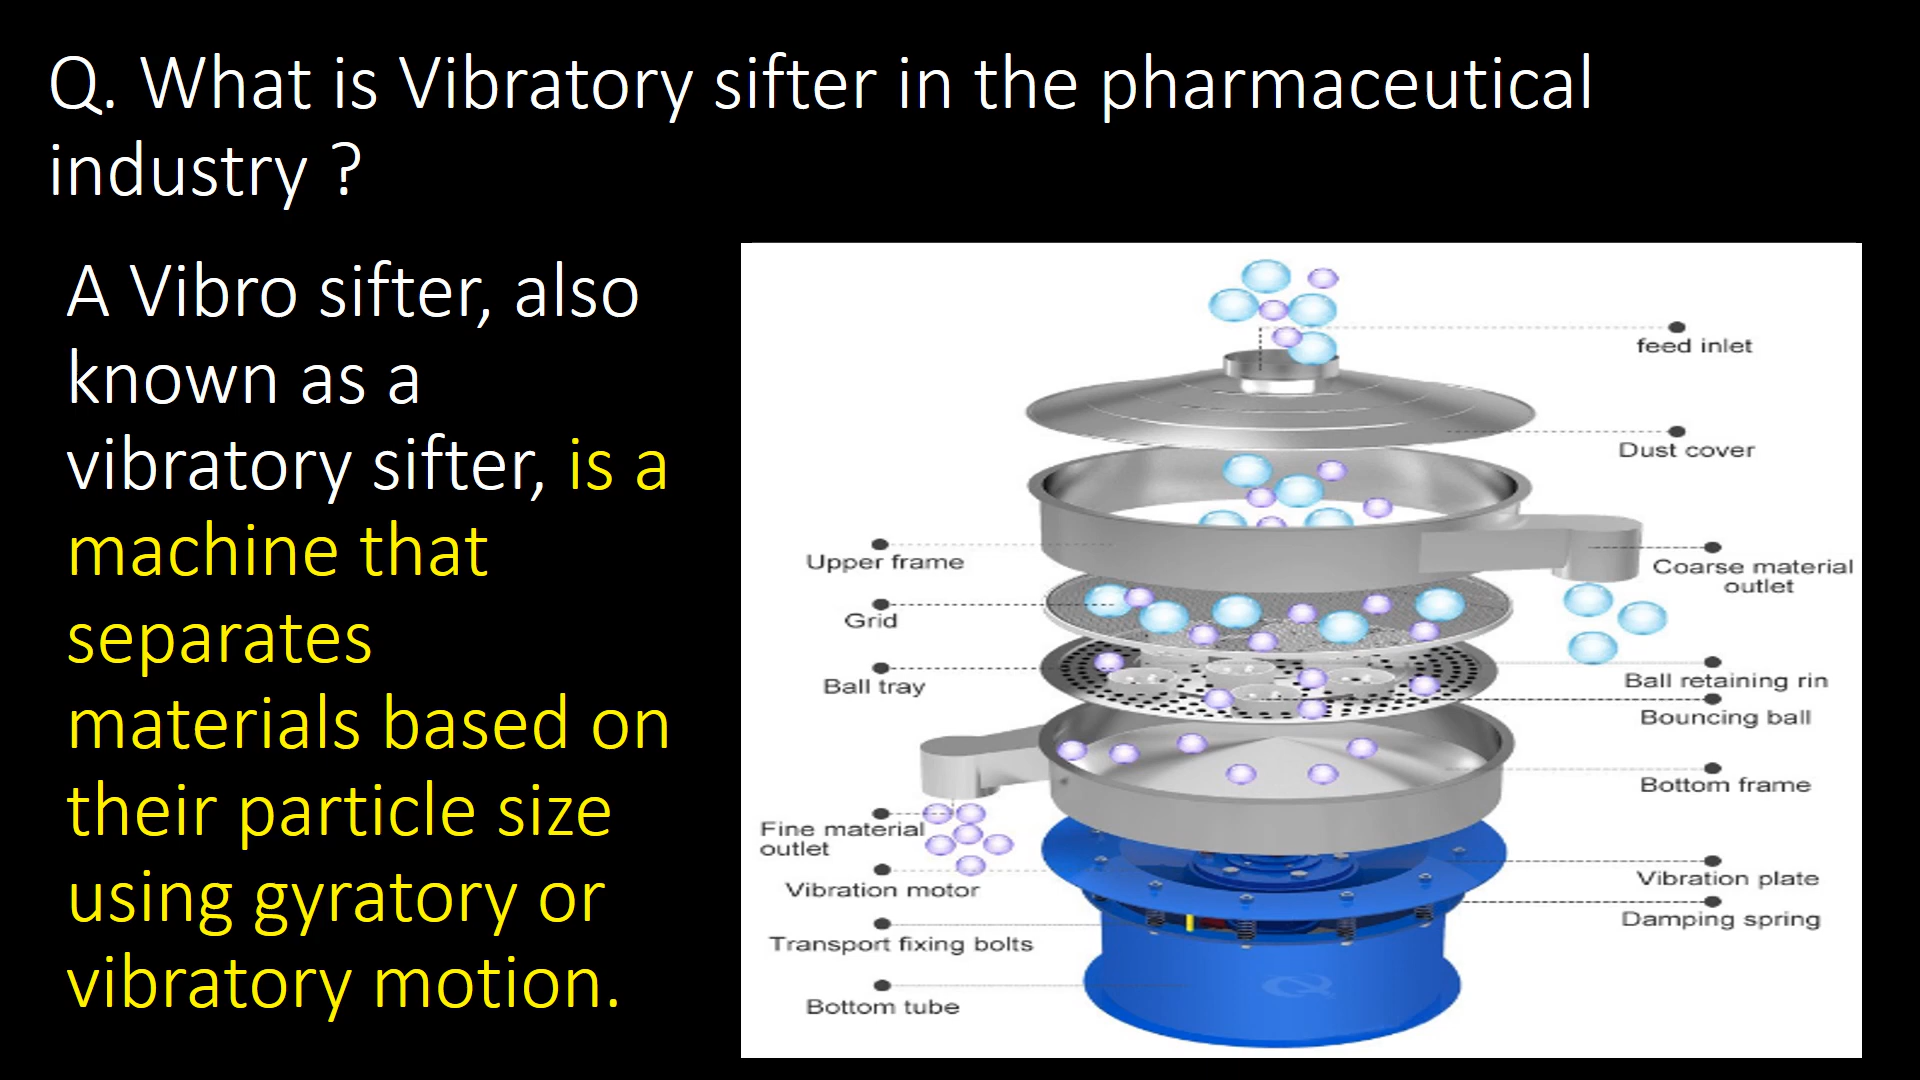 Q. What is Vibratory sifter in the pharmaceutical
industry ?
A Vibro sifter, also
known as a
vibratory sifter, is a
machine that
separates
materials based on
their particle size
using gyratory or
vibratory motion.
feed inlet
Dust cover
Upper frame
Coarse material
outlet
Grid
Ball tray
Ball retaining rin
Bouncing ball
Bottom frame
Fine material
outlet
Vibration motor
Vibration plate
Damping spring
Transport fixing bolts
Bottom tube